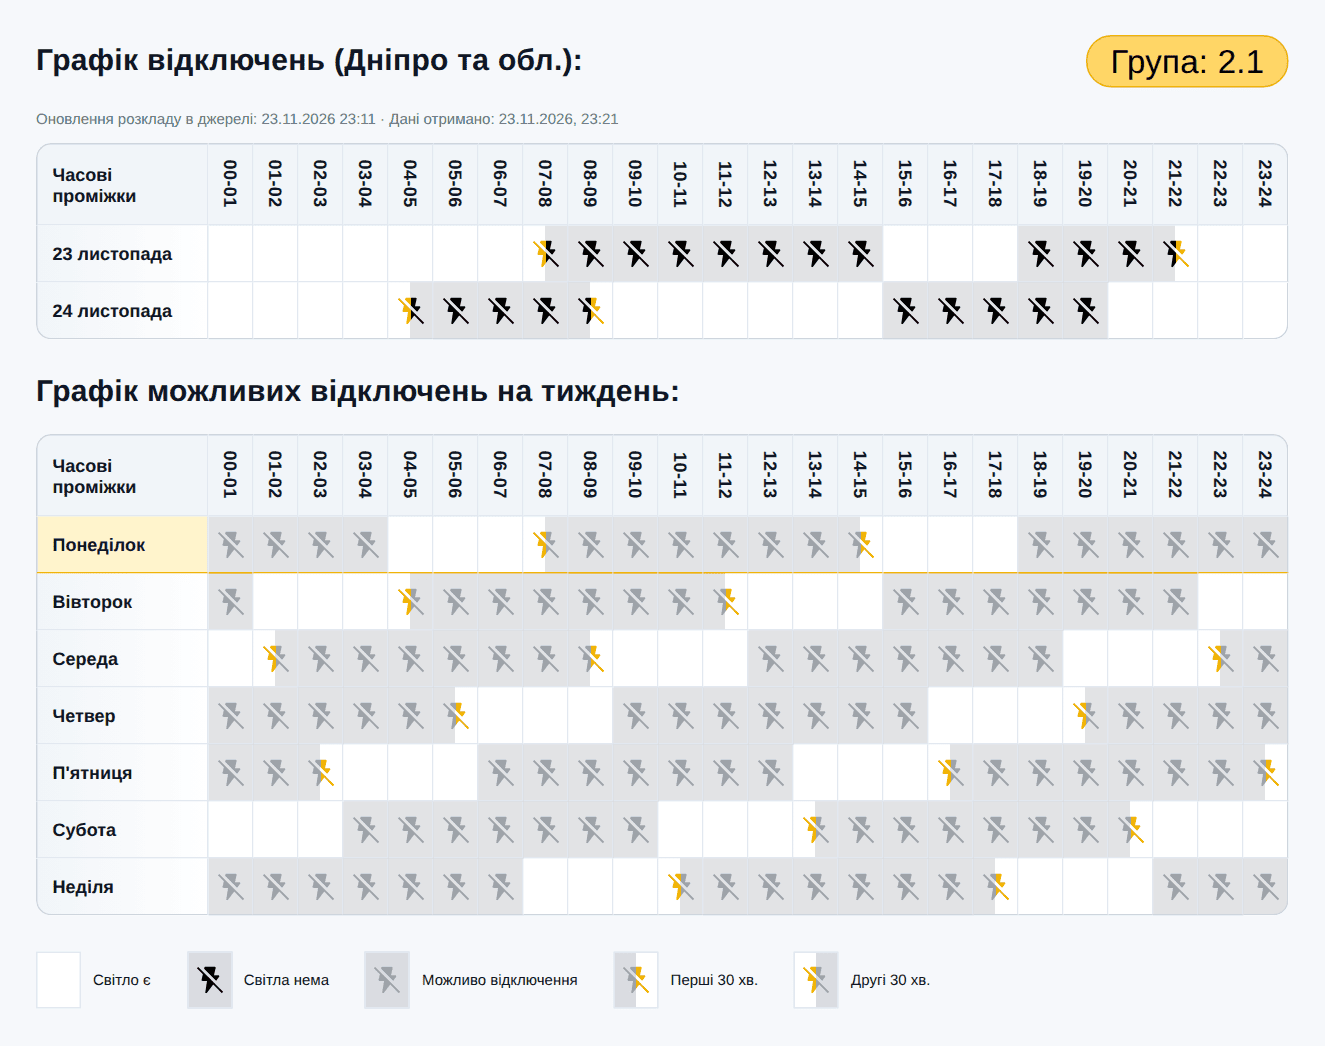 Графік відключень (Дніпро та обл.):
Група: 2.1
Оновлення розкладу в джерелі: 23.11.2026 23:11 · Дані отримано: 23.11.2026, 23:21
Часові
проміжки
00-01 01-02 02-03 03-04 04-05 05-06 06-07 07-08 08-09 09-10 10-11 11-12 12-13 13-14 14-15 15-16 16-17 17-18 18-19 19-20 20-21 21-22 22-23 23-24
23 листопада
24 листопада
Графік можливих відключень на тиждень:
Часові
проміжки
00-01 01-02 02-03 03-04 04-05 05-06 06-07 07-08 08-09 09-10 10-11 11-12 12-13 13-14 14-15 15-16 16-17 17-18 18-19 19-20 20-21 21-22 22-23 23-24
Понеділок
Вівторок
Середа
Четвер
П'ятниця
Субота
Неділя
Світло є
Світла нема
Можливо відключення
Перші 30 хв.
Другі 30 хв.